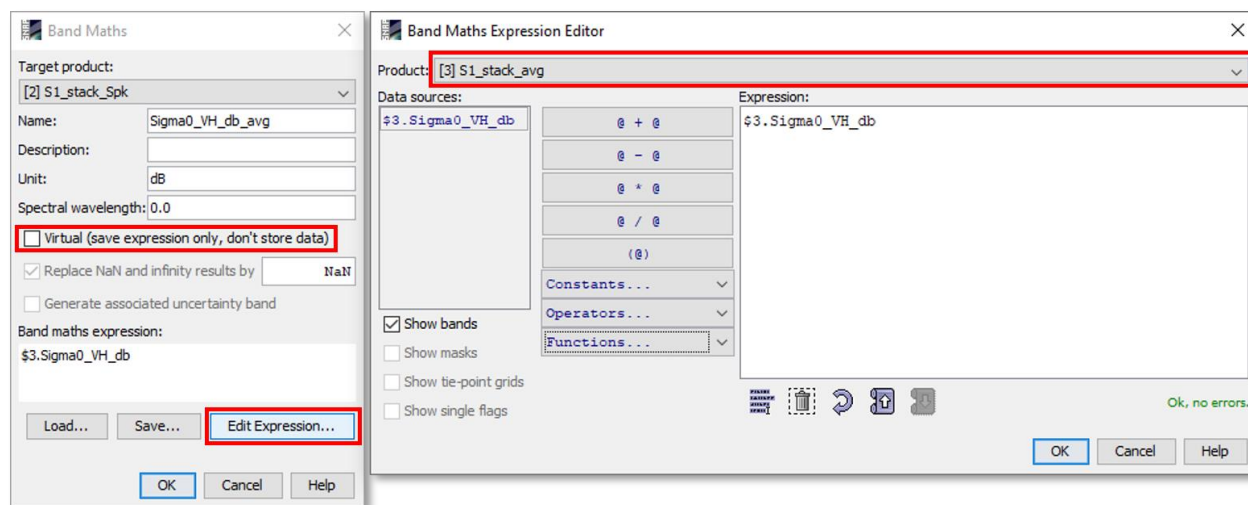 Band Maths
Target product:
[2] S1_stack_Spk
Name: Sigma0_VH_db_avg
Description:
Unit: dB
Spectral wavelength: 0.0
Virtual (save expression only, don't store data)
Replace NaN and infinity results by NaN
Generate associated uncertainty band
Band maths expression:
$3.Sigma0_VH_db
Load... Save... Edit Expression...
OK Cancel Help
Band Maths Expression Editor
Product: [3] S1_stack_avg
Data sources:
$3.Sigma0_VH_db
@ + @
@ - @
@ * @
@ / @
(@)
Constants...
Operators...
Functions...
Show bands
Show masks
Show tie-point grids
Show single flags
Expression:
$3.Sigma0_VH_db
Ok, no errors.
OK Cancel Help